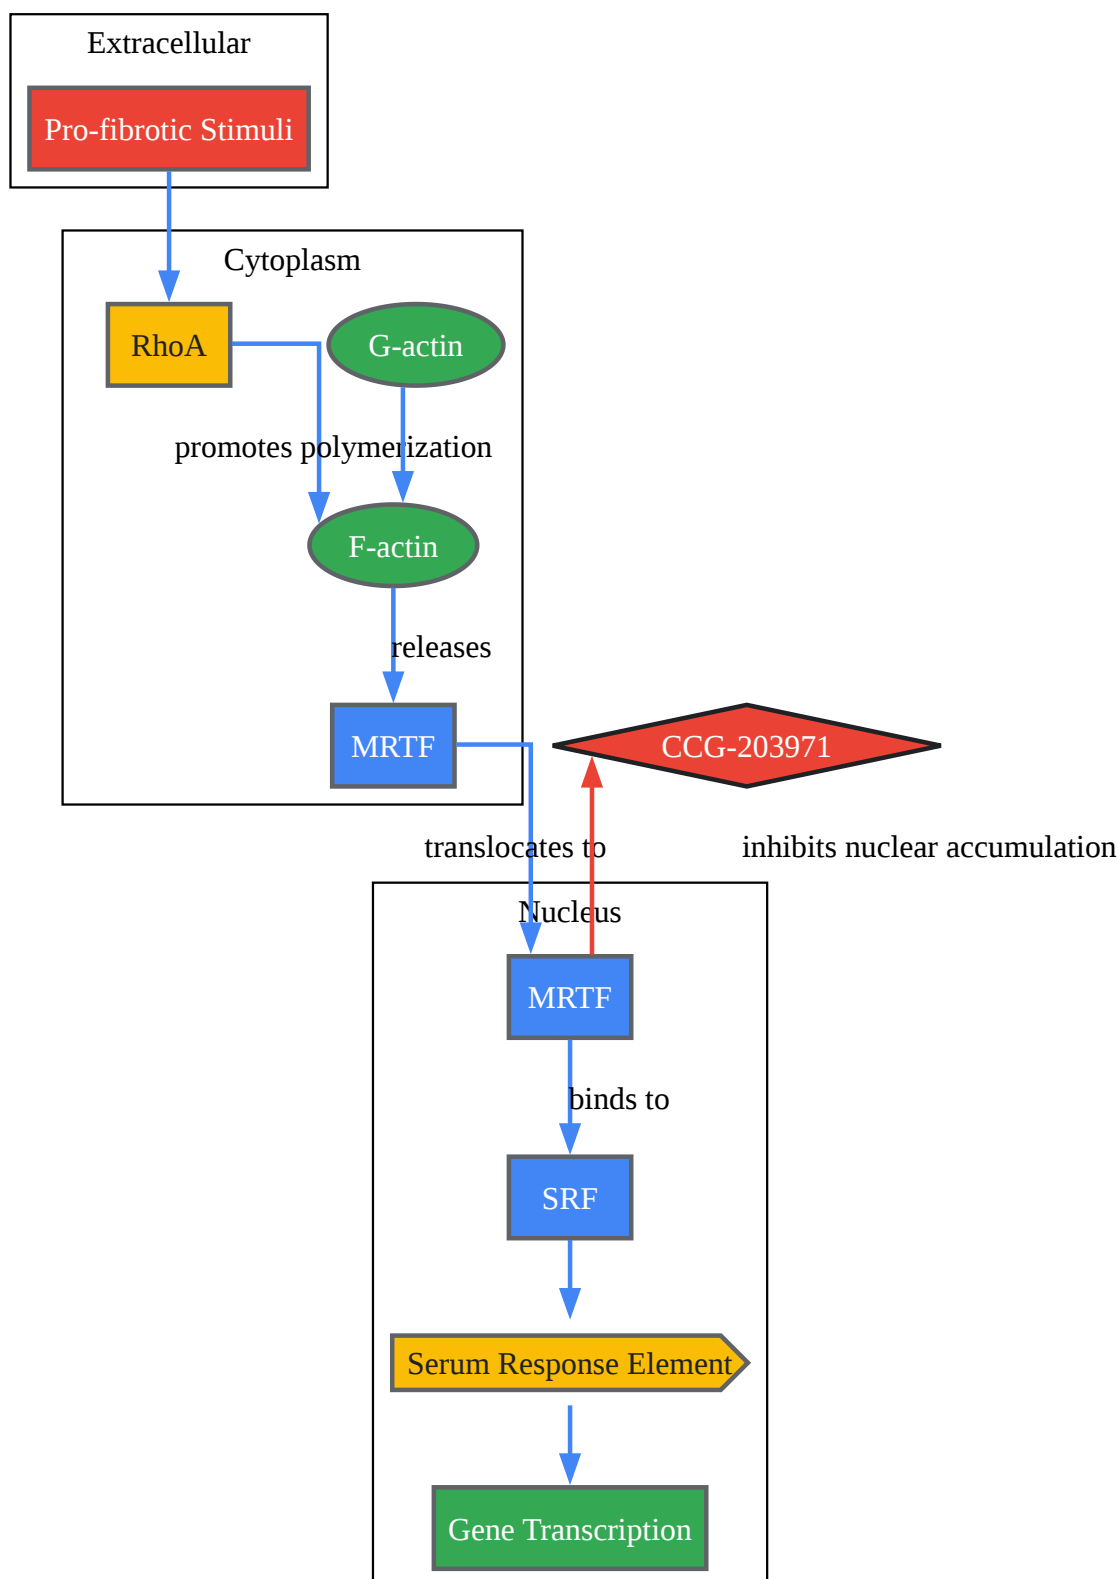 Extracellular
Pro-fibrotic Stimuli
Cytoplasm
RhoA
G-actin
promotes polymerization
F-actin
releases
MRTF
CCG-203971
translocates to
inhibits nuclear accumulation
Nucleus
MRTF
binds to
SRF
Serum Response Element
Gene Transcription